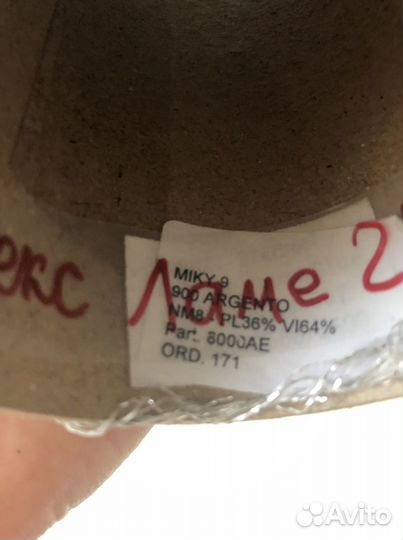 екс Ламе 2
MIKY 9
900 ARGENTO
NM8 - PL36% VI64%
Part. 8000AE
ORD. 171
Avito